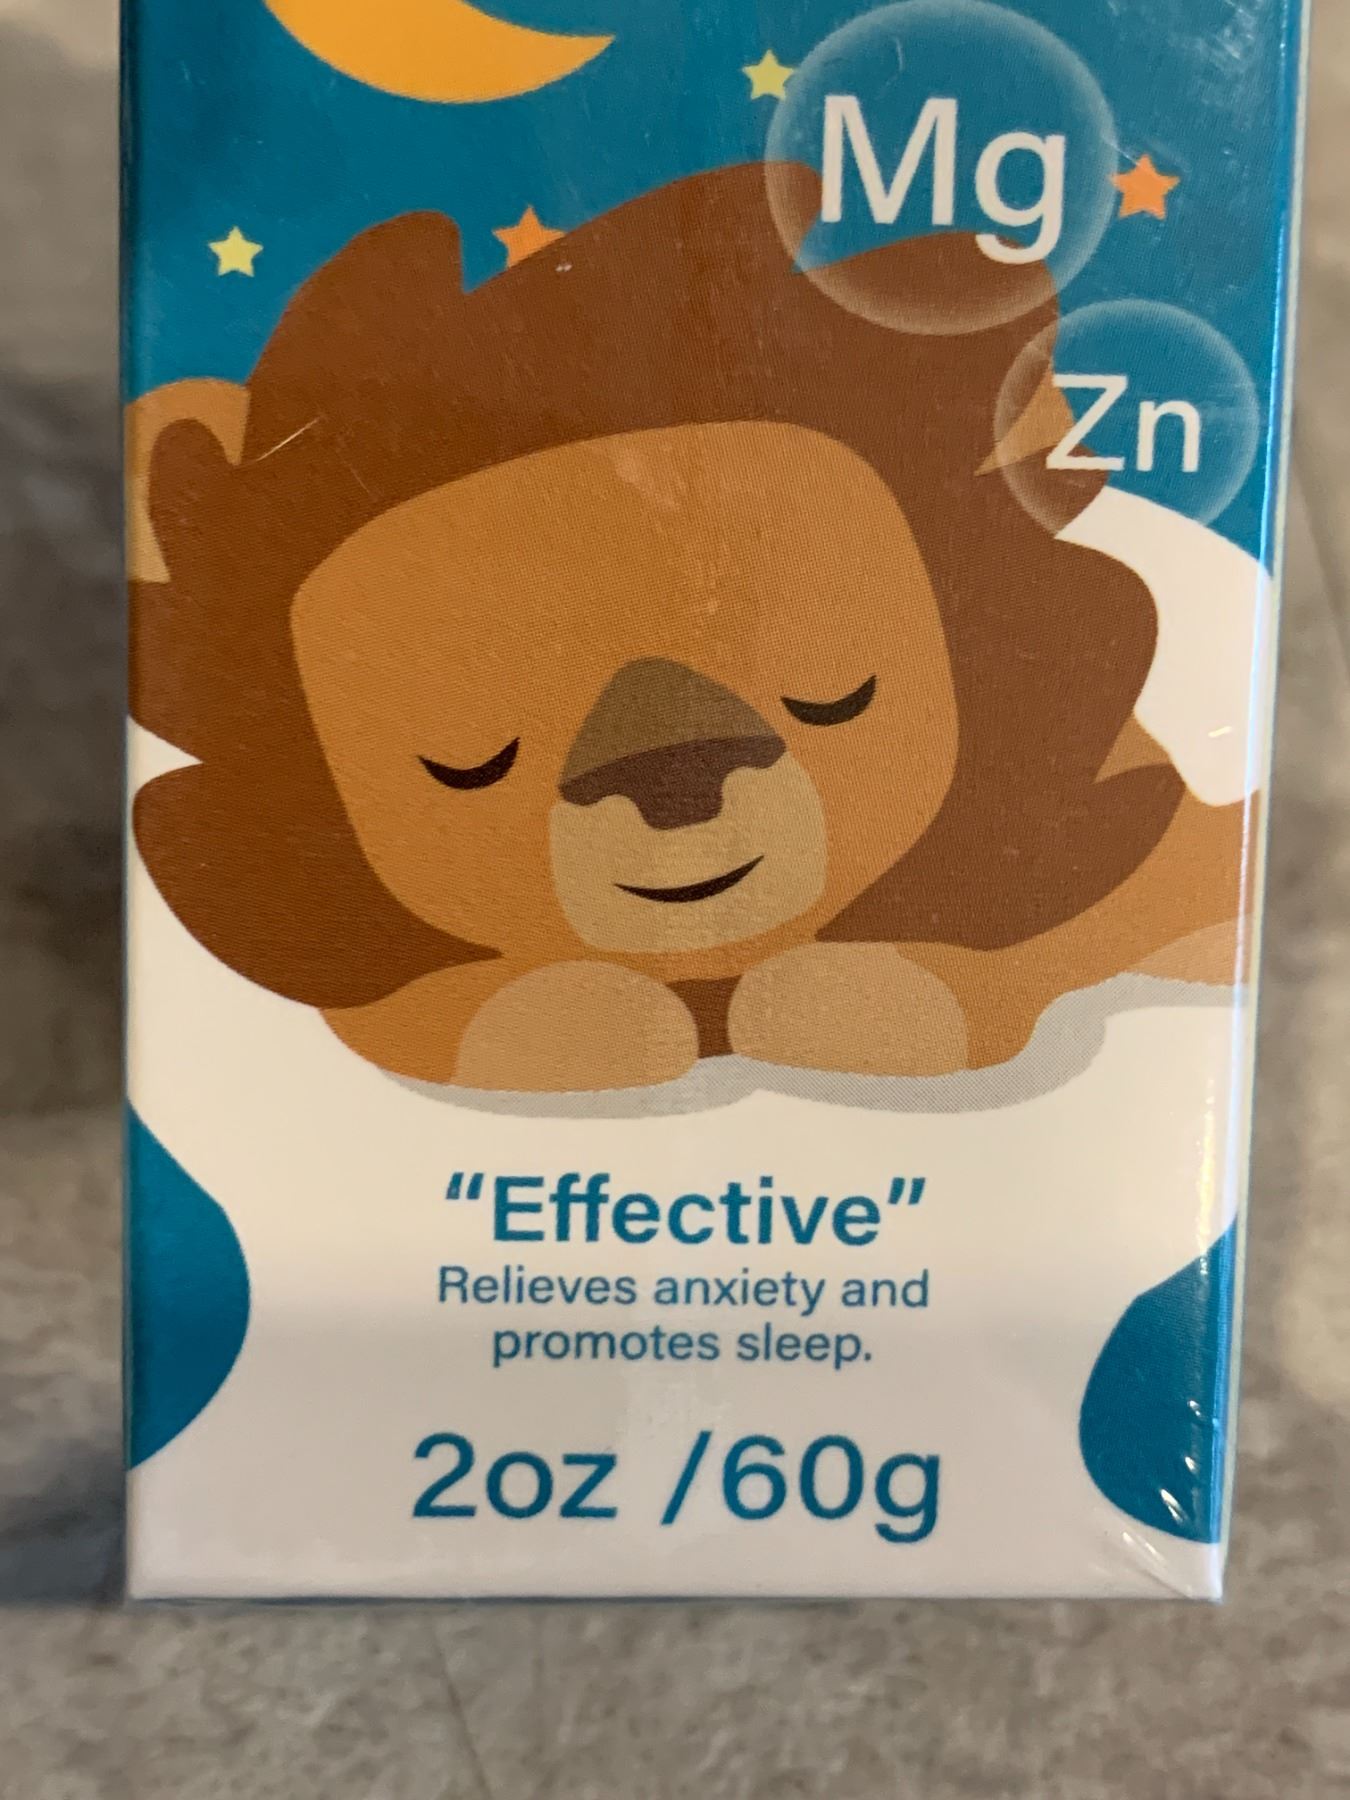 Mg
Zn
“Effective”
Relieves anxiety and
promotes sleep.
2oz /60g